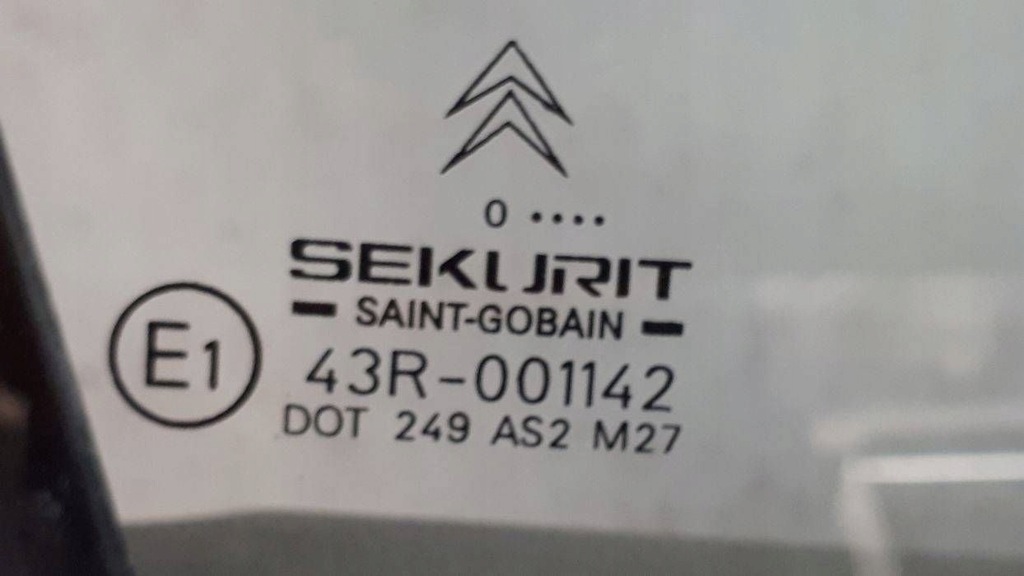 0 ....
SEKURIT
SAINT-GOBAIN
E1
43R-001142
DOT 249 AS2 M27